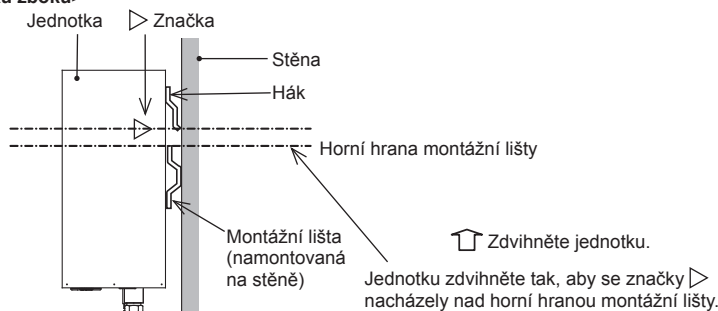 zboku>
Jednotka
▷ Značka
Stěna
Hák
Horní hrana montážní lišty
Montážní lišta
(namontovaná
na stěně)
⇧ Zdvihněte jednotku.
Jednotku zdvihněte tak, aby se značky ▷
nacházely nad horní hranou montážní lišty.